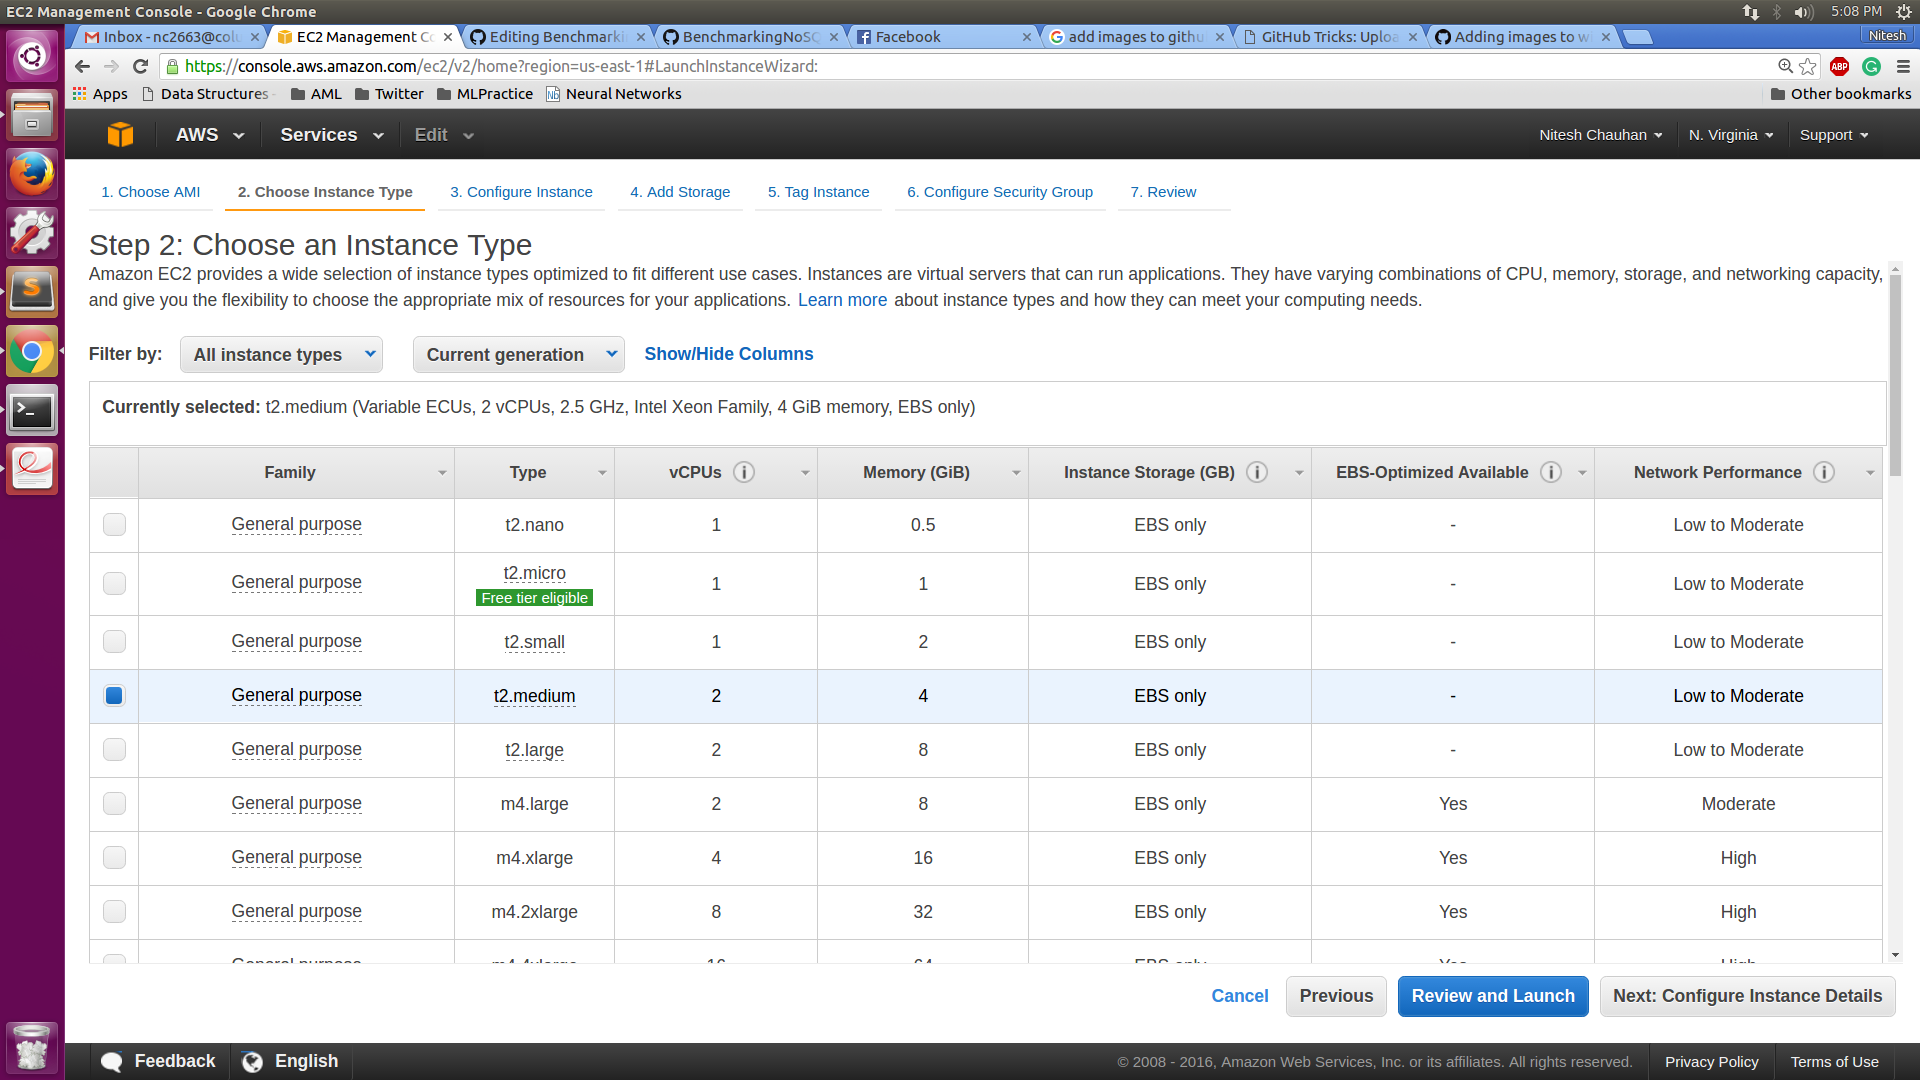 EC2 Management Console - Google Chrome
5:08 PM
Inbox - nc2663@colu
EC2 Management Co
Editing Benchmarki
BenchmarkingNoSQ
Facebook
add images to githu
GitHub Tricks: Uploa
Adding images to wi
Nitesh
https://console.aws.amazon.com/ec2/v2/home?region=us-east-1#LaunchInstanceWizard:
ABP
Apps
Data Structures
AML
Twitter
MLPractice
Nb
Neural Networks
Other bookmarks
AWS
Services
Edit
Nitesh Chauhan
N. Virginia
Support
1. Choose AMI
2. Choose Instance Type
3. Configure Instance
4. Add Storage
5. Tag Instance
6. Configure Security Group
7. Review
Step 2: Choose an Instance Type
Amazon EC2 provides a wide selection of instance types optimized to fit different use cases. Instances are virtual servers that can run applications. They have varying combinations of CPU, memory, storage, and networking capacity,
and give you the flexibility to choose the appropriate mix of resources for your applications. Learn more about instance types and how they can meet your computing needs.
Filter by: All instance types Current generation Show/Hide Columns
Currently selected: t2.medium (Variable ECUs, 2 vCPUs, 2.5 GHz, Intel Xeon Family, 4 GiB memory, EBS only)
Family Type vCPUs i Memory (GiB) Instance Storage (GB) i EBS-Optimized Available i Network Performance i
General purpose t2.nano 1 0.5 EBS only - Low to Moderate
General purpose t2.micro 1 1 EBS only - Low to Moderate
Free tier eligible
General purpose t2.small 1 2 EBS only - Low to Moderate
General purpose t2.medium 2 4 EBS only - Low to Moderate
General purpose t2.large 2 8 EBS only - Low to Moderate
General purpose m4.large 2 8 EBS only Yes Moderate
General purpose m4.xlarge 4 16 EBS only Yes High
General purpose m4.2xlarge 8 32 EBS only Yes High
General purpose m4.4xlarge 16 64 EBS only Yes High
Cancel Previous Review and Launch Next: Configure Instance Details
Feedback English © 2008 - 2016, Amazon Web Services, Inc. or its affiliates. All rights reserved. Privacy Policy Terms of Use